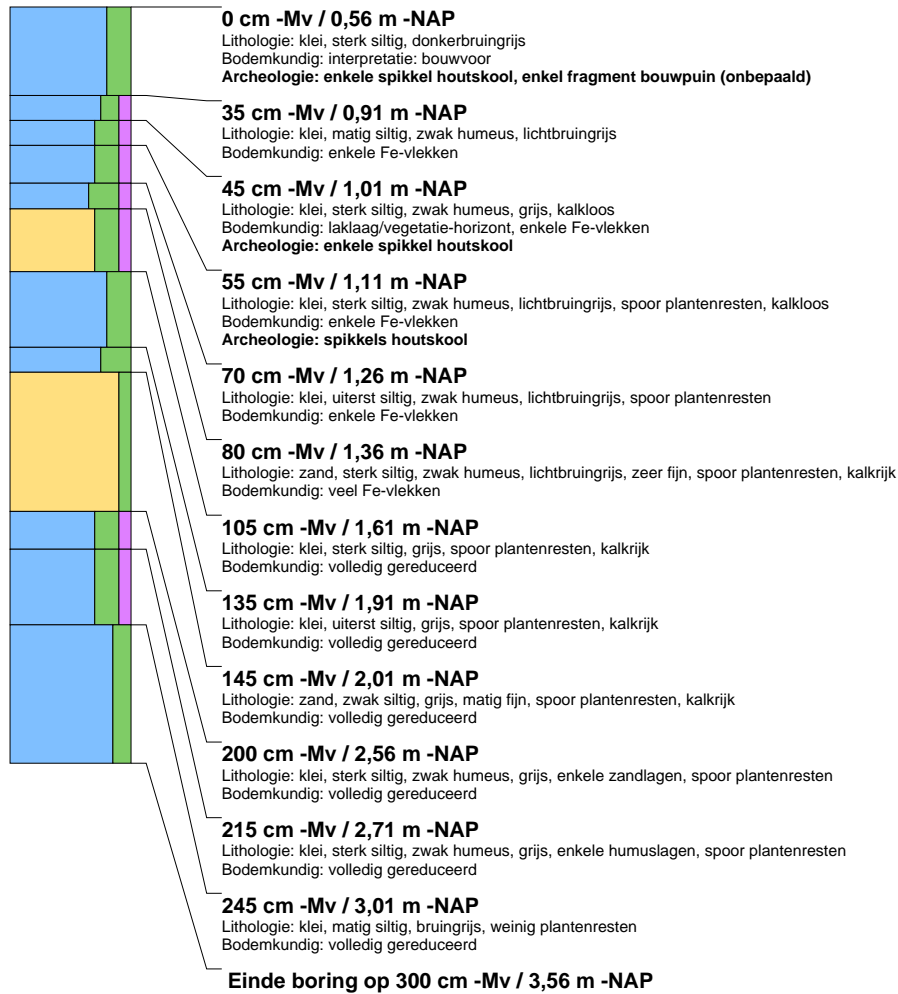 0 cm -Mv / 0,56 m -NAP
Lithologie: klei, sterk siltig, donkerbruingrijs
Bodemkundig: interpretatie: bouwvoor
Archeologie: enkele spikkel houtskool, enkel fragment bouwpuin (onbepaald)
35 cm -Mv / 0,91 m -NAP
Lithologie: klei, matig siltig, zwak humeus, lichtbruingrijs
Bodemkundig: enkele Fe-vlekken
45 cm -Mv / 1,01 m -NAP
Lithologie: klei, sterk siltig, zwak humeus, grijs, kalkloos
Bodemkundig: laklaag/vegetatie-horizont, enkele Fe-vlekken
Archeologie: enkele spikkel houtskool
55 cm -Mv / 1,11 m -NAP
Lithologie: klei, sterk siltig, zwak humeus, lichtbruingrijs, spoor plantenresten, kalkloos
Bodemkundig: enkele Fe-vlekken
Archeologie: spikkels houtskool
70 cm -Mv / 1,26 m -NAP
Lithologie: klei, uiterst siltig, zwak humeus, lichtbruingrijs, spoor plantenresten
Bodemkundig: enkele Fe-vlekken
80 cm -Mv / 1,36 m -NAP
Lithologie: zand, sterk siltig, zwak humeus, lichtbruingrijs, zeer fijn, spoor plantenresten, kalkrijk
Bodemkundig: veel Fe-vlekken
105 cm -Mv / 1,61 m -NAP
Lithologie: klei, sterk siltig, grijs, spoor plantenresten, kalkrijk
Bodemkundig: volledig gereduceerd
135 cm -Mv / 1,91 m -NAP
Lithologie: klei, uiterst siltig, grijs, spoor plantenresten, kalkrijk
Bodemkundig: volledig gereduceerd
145 cm -Mv / 2,01 m -NAP
Lithologie: zand, zwak siltig, grijs, matig fijn, spoor plantenresten, kalkrijk
Bodemkundig: volledig gereduceerd
200 cm -Mv / 2,56 m -NAP
Lithologie: klei, sterk siltig, zwak humeus, grijs, enkele zandlagen, spoor plantenresten
Bodemkundig: volledig gereduceerd
215 cm -Mv / 2,71 m -NAP
Lithologie: klei, sterk siltig, zwak humeus, grijs, enkele humuslagen, spoor plantenresten
Bodemkundig: volledig gereduceerd
245 cm -Mv / 3,01 m -NAP
Lithologie: klei, matig siltig, bruingrijs, weinig plantenresten
Bodemkundig: volledig gereduceerd
Einde boring op 300 cm -Mv / 3,56 m -NAP